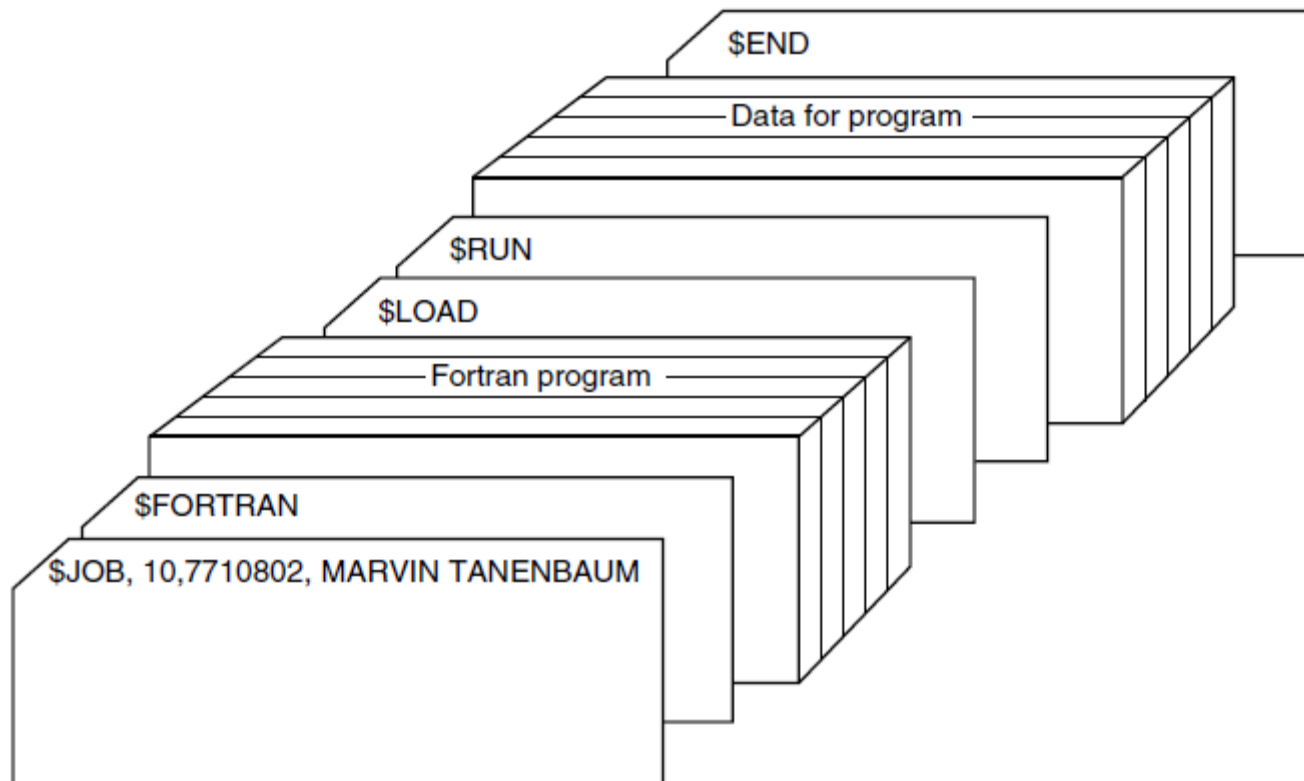 $END
Data for program
$RUN
$LOAD
Fortran program
$FORTRAN
$JOB, 10,7710802, MARVIN TANENBAUM